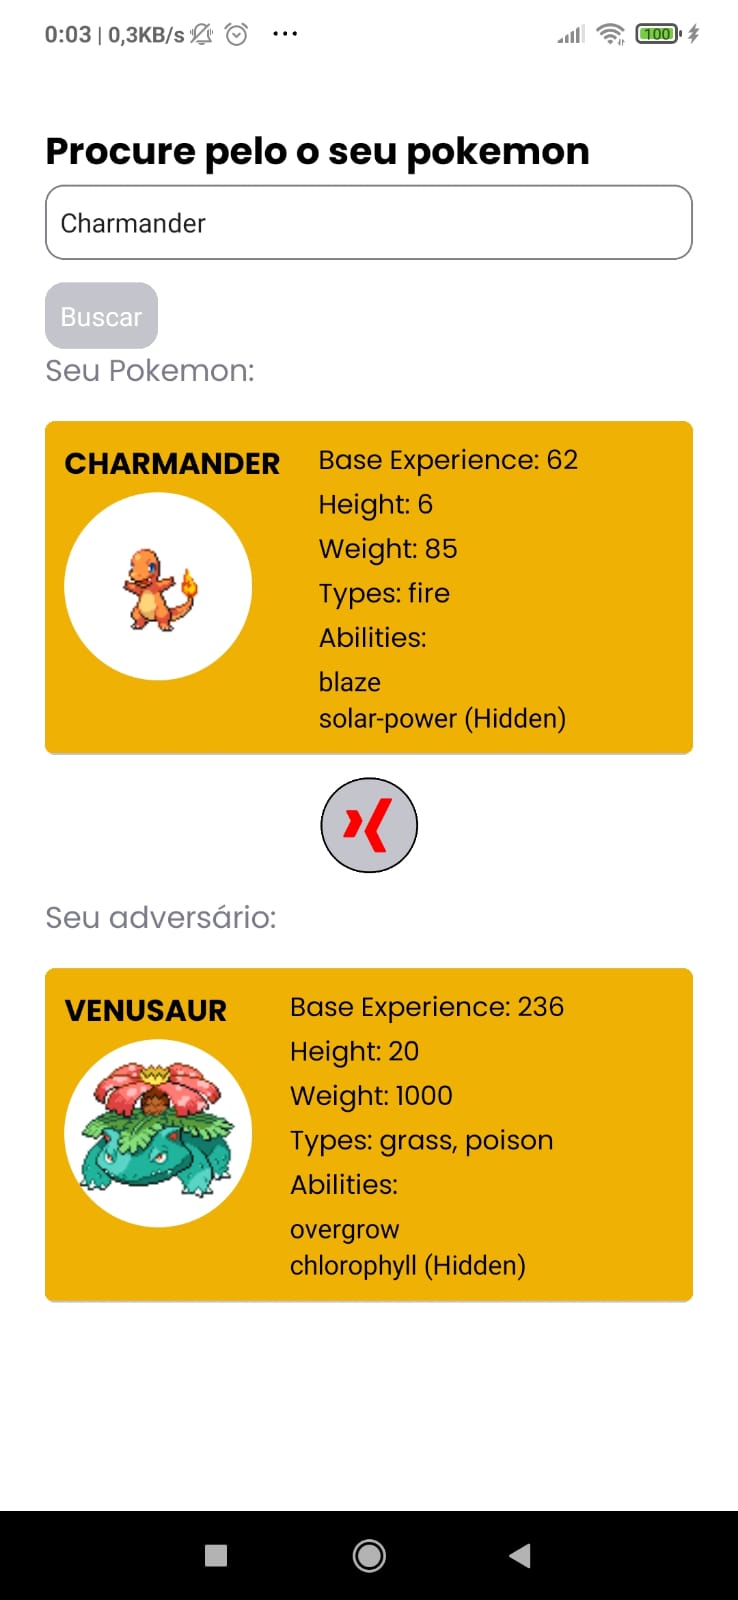 0:03 | 0,3KB/s
100
Procure pelo o seu pokemon
Charmander
Buscar
Seu Pokemon:
CHARMANDER
Base Experience: 62
Height: 6
Weight: 85
Types: fire
Abilities:
blaze
solar-power (Hidden)
Seu adversário:
VENUSAUR
Base Experience: 236
Height: 20
Weight: 1000
Types: grass, poison
Abilities:
overgrow
chlorophyll (Hidden)